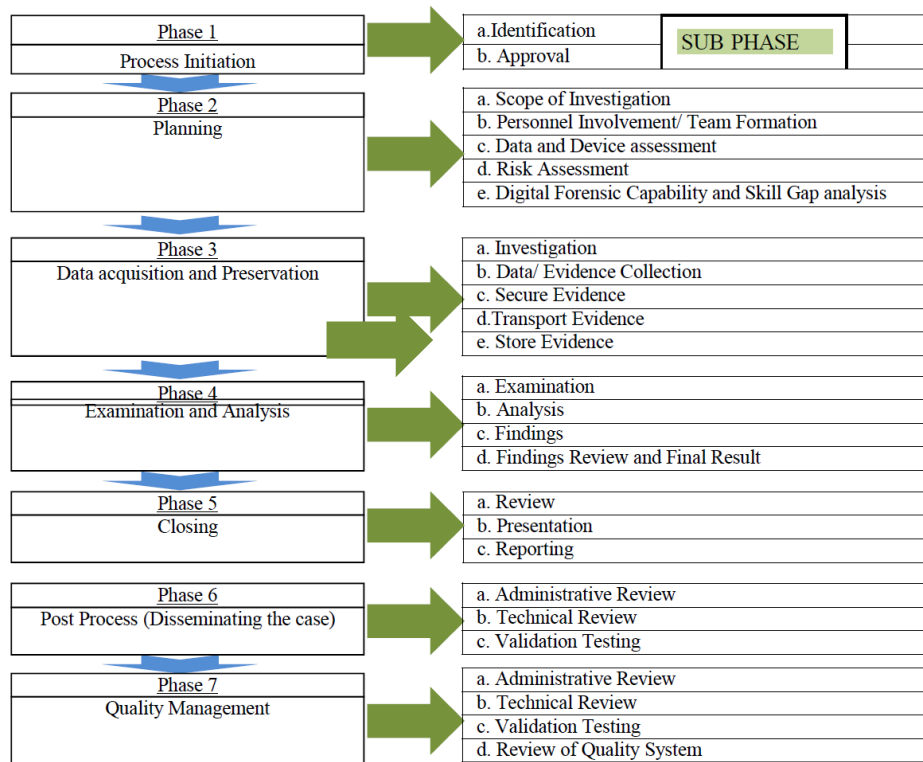 Phase 1
Process Initiation
a.Identification
b. Approval
SUB PHASE
Phase 2
Planning
a. Scope of Investigation
b. Personnel Involvement/ Team Formation
c. Data and Device assessment
d. Risk Assessment
e. Digital Forensic Capability and Skill Gap analysis
Phase 3
Data acquisition and Preservation
a. Investigation
b. Data/ Evidence Collection
c. Secure Evidence
d.Transport Evidence
e. Store Evidence
Phase 4
Examination and Analysis
a. Examination
b. Analysis
c. Findings
d. Findings Review and Final Result
Phase 5
Closing
a. Review
b. Presentation
c. Reporting
Phase 6
Post Process (Disseminating the case)
a. Administrative Review
b. Technical Review
c. Validation Testing
Phase 7
Quality Management
a. Administrative Review
b. Technical Review
c. Validation Testing
d. Review of Quality System